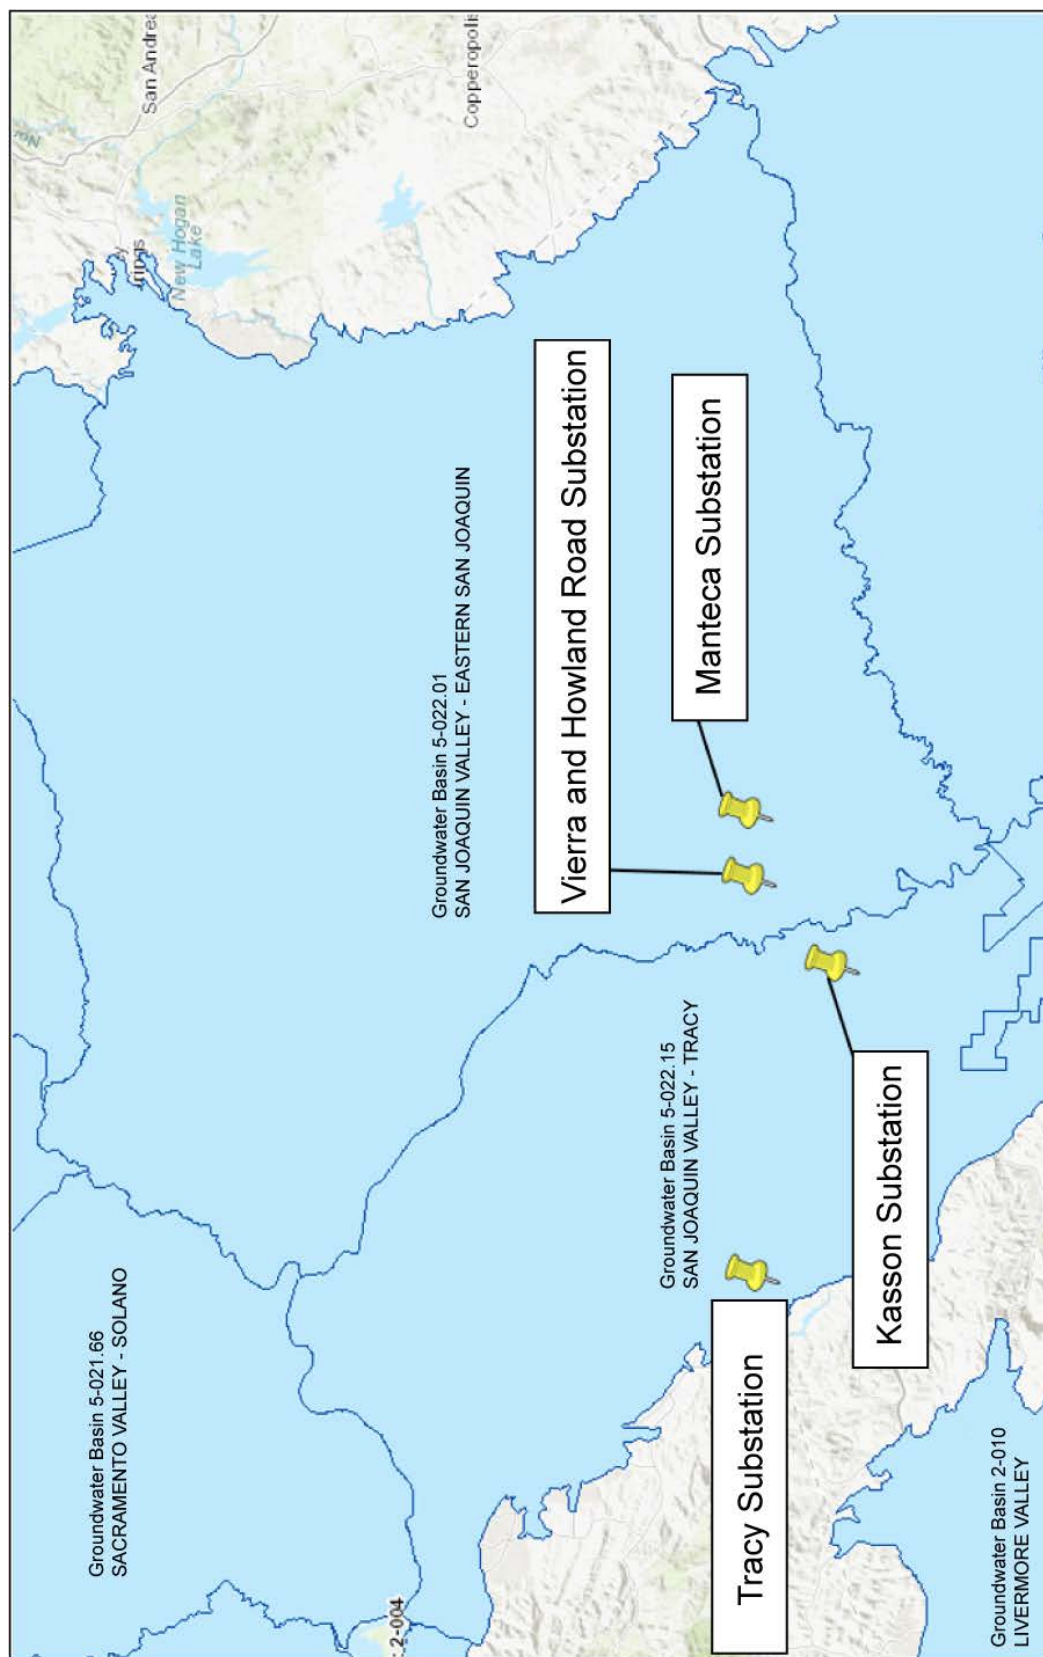 Groundwater Basin 5-021.66
SACRAMENTO VALLEY - SOLANO
San Andrea
New Hogan
Lake
Copperopolis
Groundwater Basin 5-022.01
SAN JOAQUIN VALLEY - EASTERN SAN JOAQUIN
:.2-004
Vierra and Howland Road Substation
Groundwater Basin 5-022.15
SAN JOAQUIN VALLEY - TRACY
Manteca Substation
Tracy Substation
Kasson Substation
Groundwater Basin 2-010
LIVERMORE VALLEY